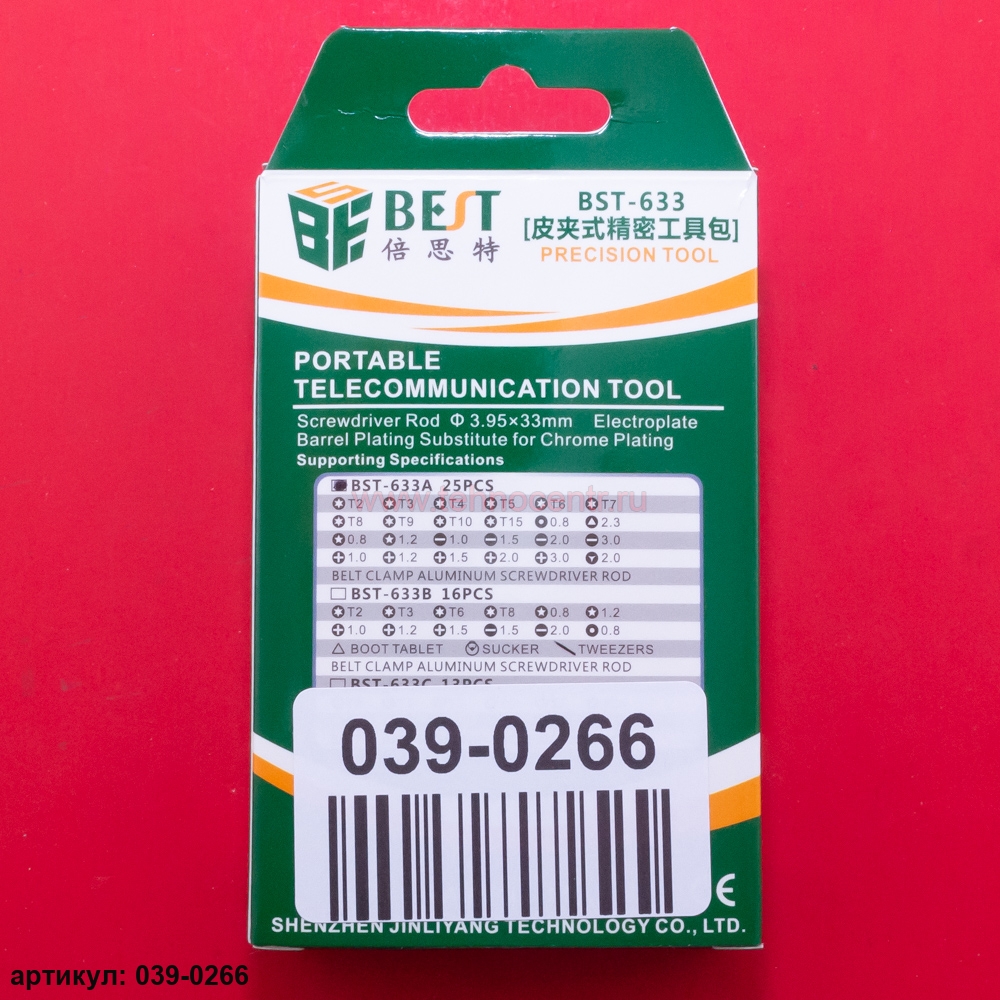 BEST
倍思特
BST-633
[皮夹式精密工具包]
PRECISION TOOL
PORTABLE
TELECOMMUNICATION TOOL
Screwdriver Rod Φ 3.95×33mm Electroplate
Barrel Plating Substitute for Chrome Plating
Supporting Specifications
BST-633A 25PCS
T2 T3 T4 T5 T6 T7
T8 T9 T10 T15 0.8 2.3
0.8 1.2 1.0 1.5 2.0 3.0
1.0 1.2 1.5 2.0 3.0 2.0
BELT CLAMP ALUMINUM SCREWDRIVER ROD
BST-633B 16PCS
T2 T3 T6 T8 0.8 1.2
1.0 1.2 1.5 1.5 2.0 0.8
BOOT TABLET SUCKER TWEEZERS
BELT CLAMP ALUMINUM SCREWDRIVER ROD
BST-633C 13PCS
039-0266
SHENZHEN JINLIYANG TECHNOLOGY CO., LTD.
артикул: 039-0266